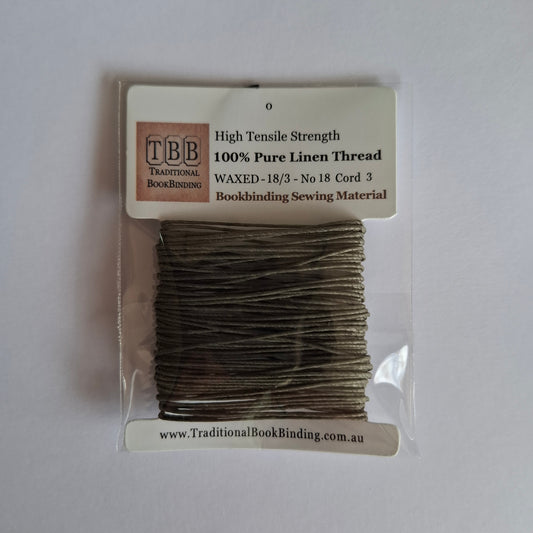 o
TBB
TRADITIONAL
BOOKBINDING
High Tensile Strength
100% Pure Linen Thread
WAXED - 18/3 - No 18 Cord 3
Bookbinding Sewing Material
www.TraditionalBookBinding.com.au